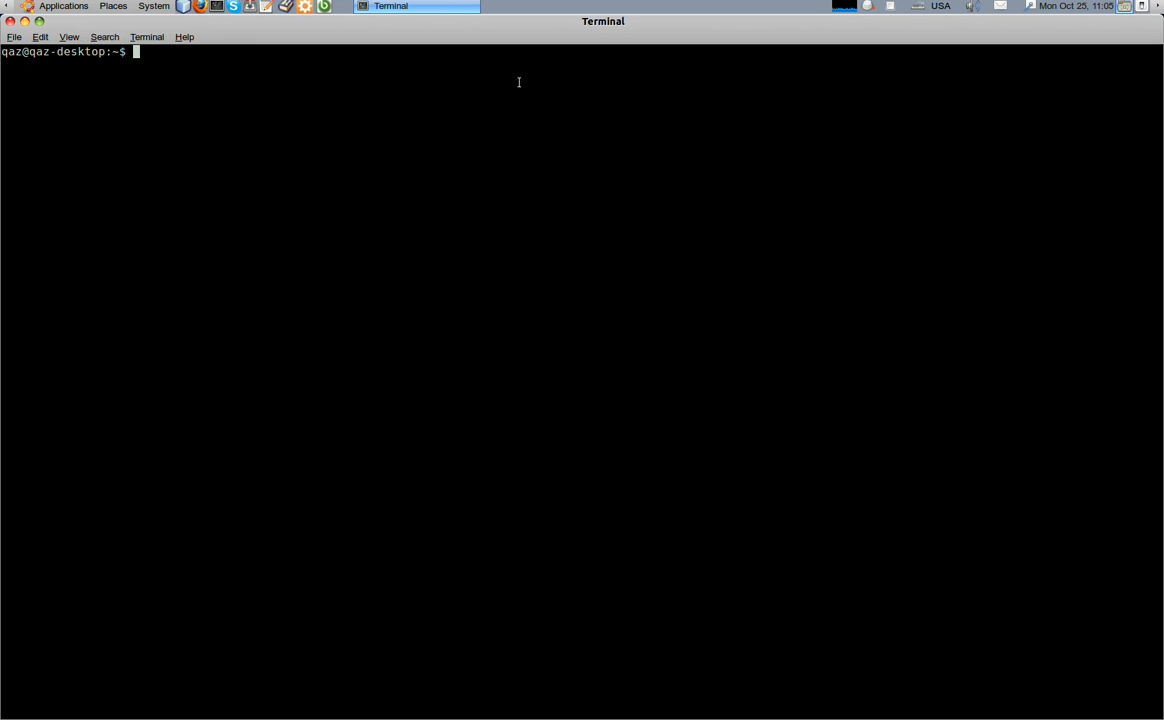 Applications Places System Terminal USA Mon Oct 25, 11:05
Terminal
File Edit View Search Terminal Help
qaz@qaz-desktop:~$